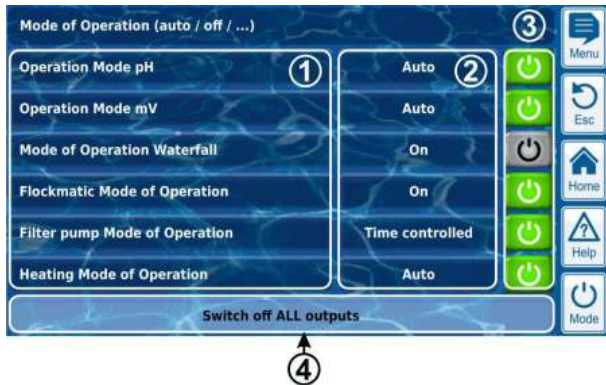 Mode of Operation (auto / off / ...) 3
Menu
Operation Mode pH 1 Auto 2
Operation Mode mV Auto
Esc
Mode of Operation Waterfall On
Home
Flockmatic Mode of Operation On
Filter pump Mode of Operation Time controlled
Help
Heating Mode of Operation Auto
Switch off ALL outputs
Mode
4